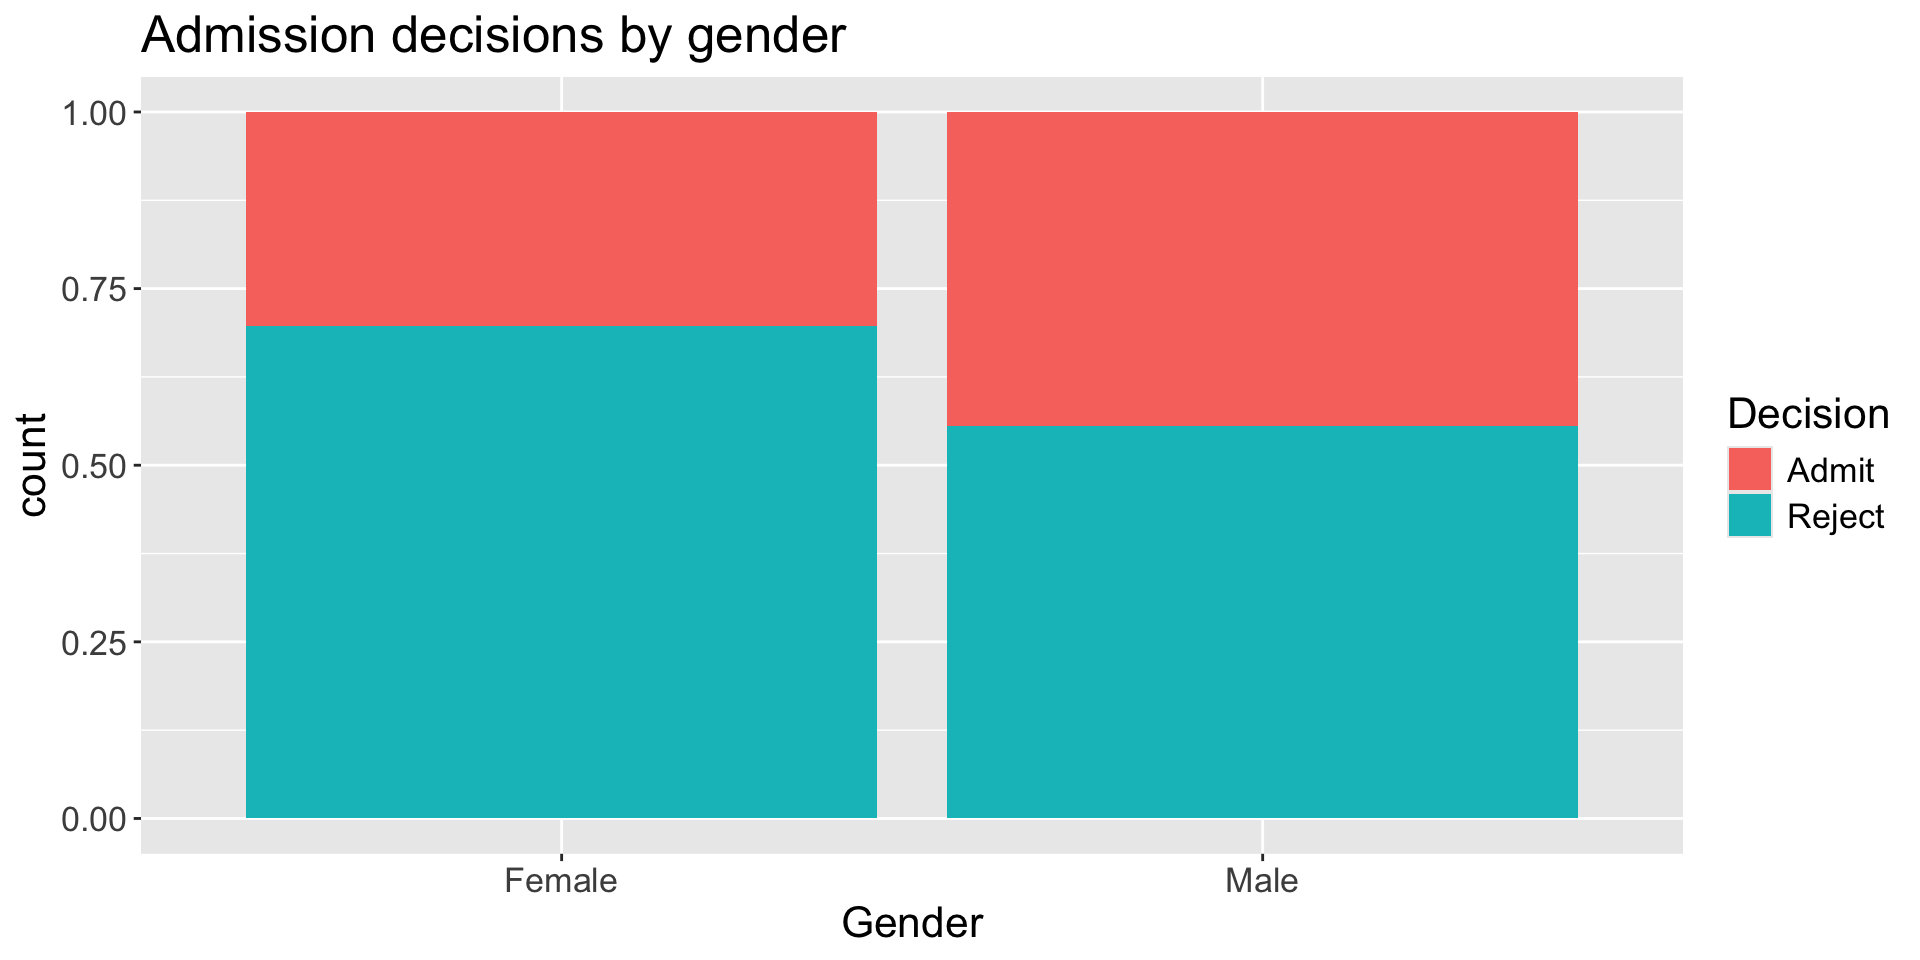 Admission decisions by gender
1.00
0.75
0.50
0.25
0.00
count
Female
Male
Gender
Decision
Admit
Reject